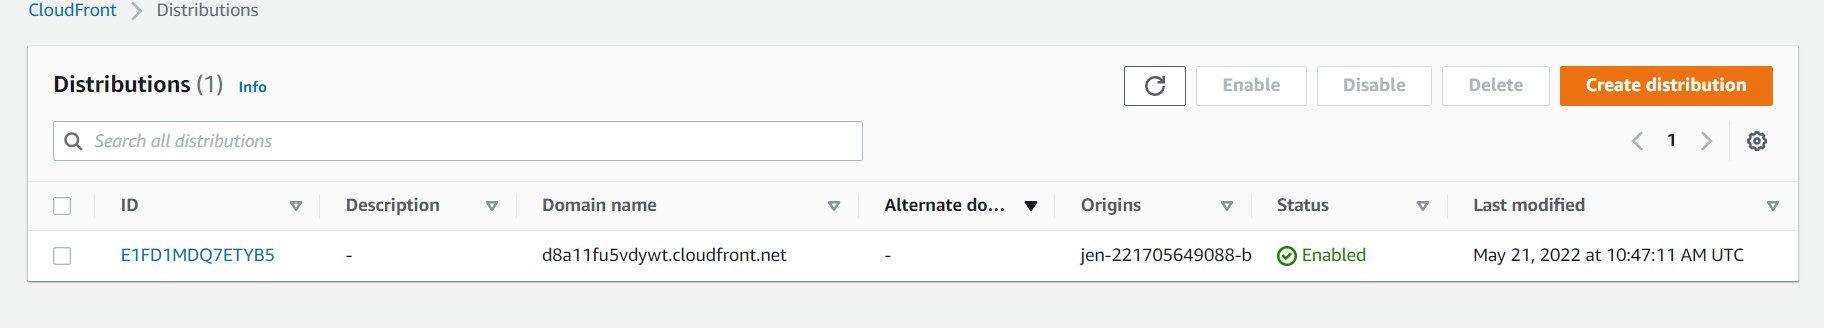 CloudFront > Distributions
Distributions (1) Info
Enable Disable Delete Create distribution
Search all distributions
1
ID Description Domain name Alternate do... Origins Status Last modified
E1FD1MDQ7ETYB5 - d8a11fu5vdywt.cloudfront.net - jen-221705649088-b Enabled May 21, 2022 at 10:47:11 AM UTC